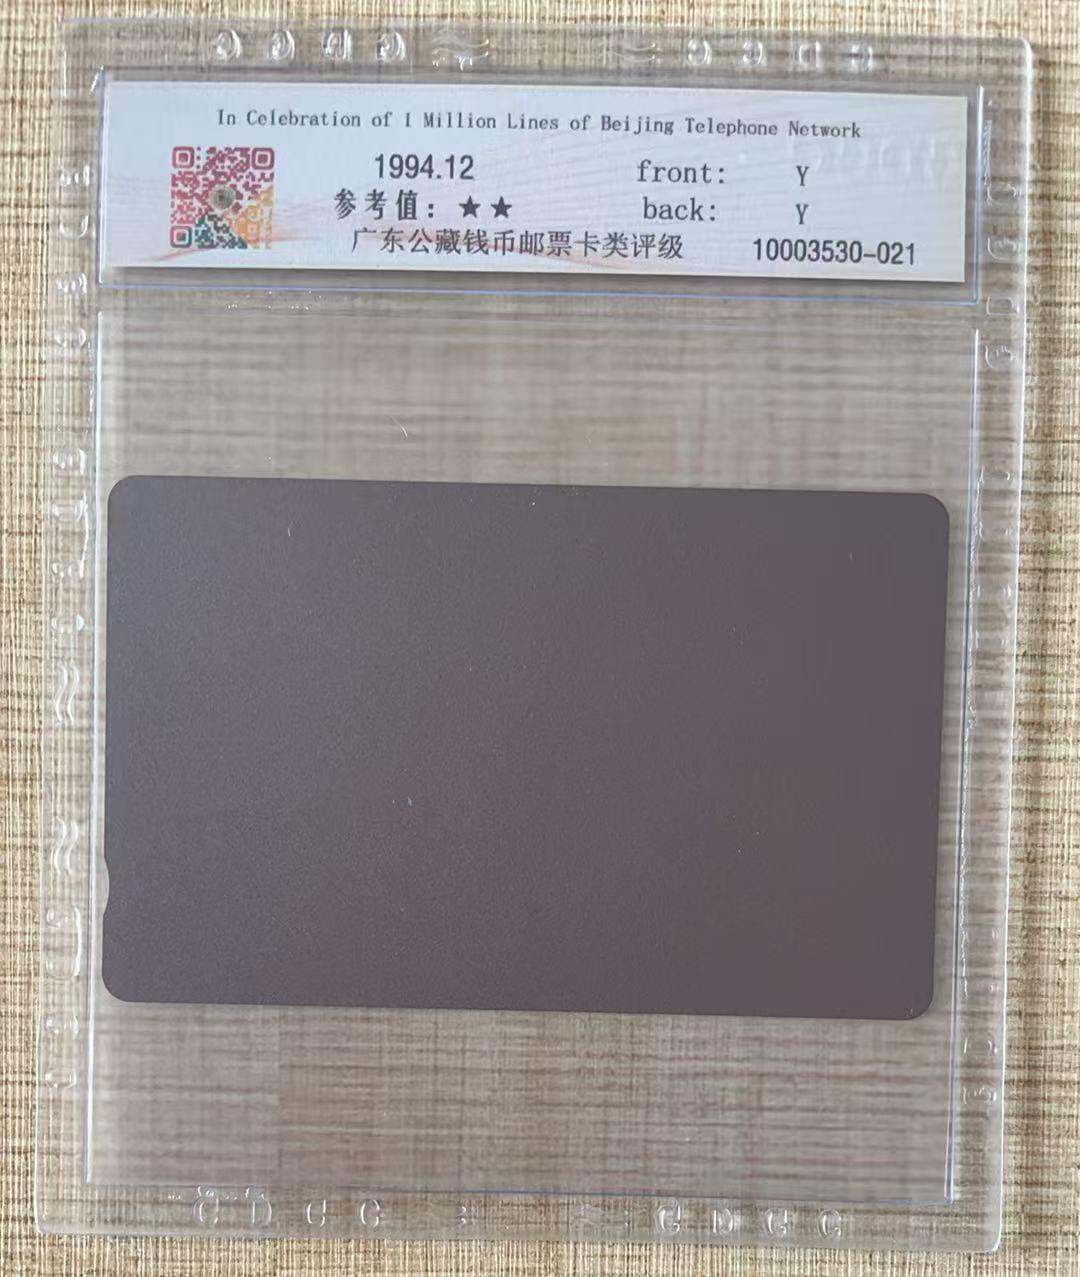 In Celebration of 1 Million Lines of Beijing Telephone Network
1994.12 front: Y
参考值：★★ back: Y
广东公藏钱币邮票卡类评级 10003530-021